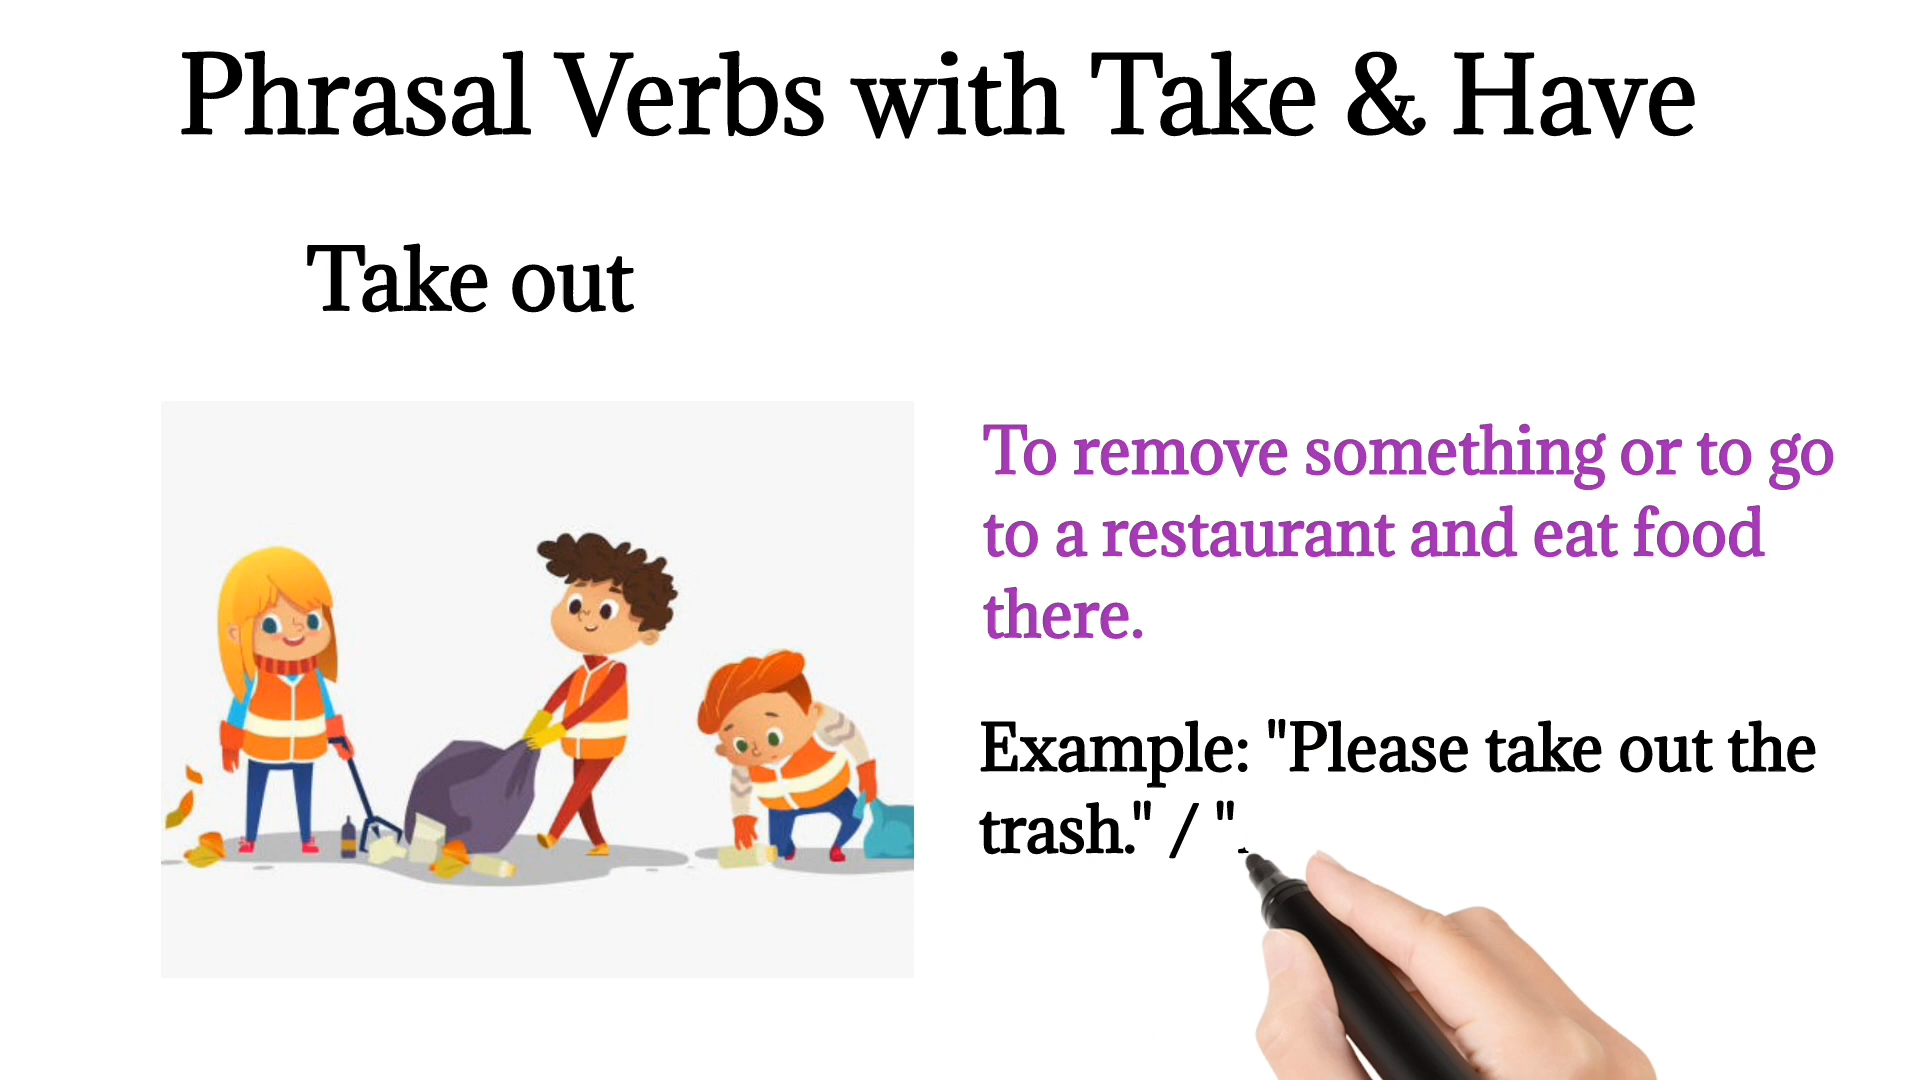 Phrasal Verbs with Take & Have
Take out
To remove something or to go
to a restaurant and eat food
there.
Example: "Please take out the
trash." / "